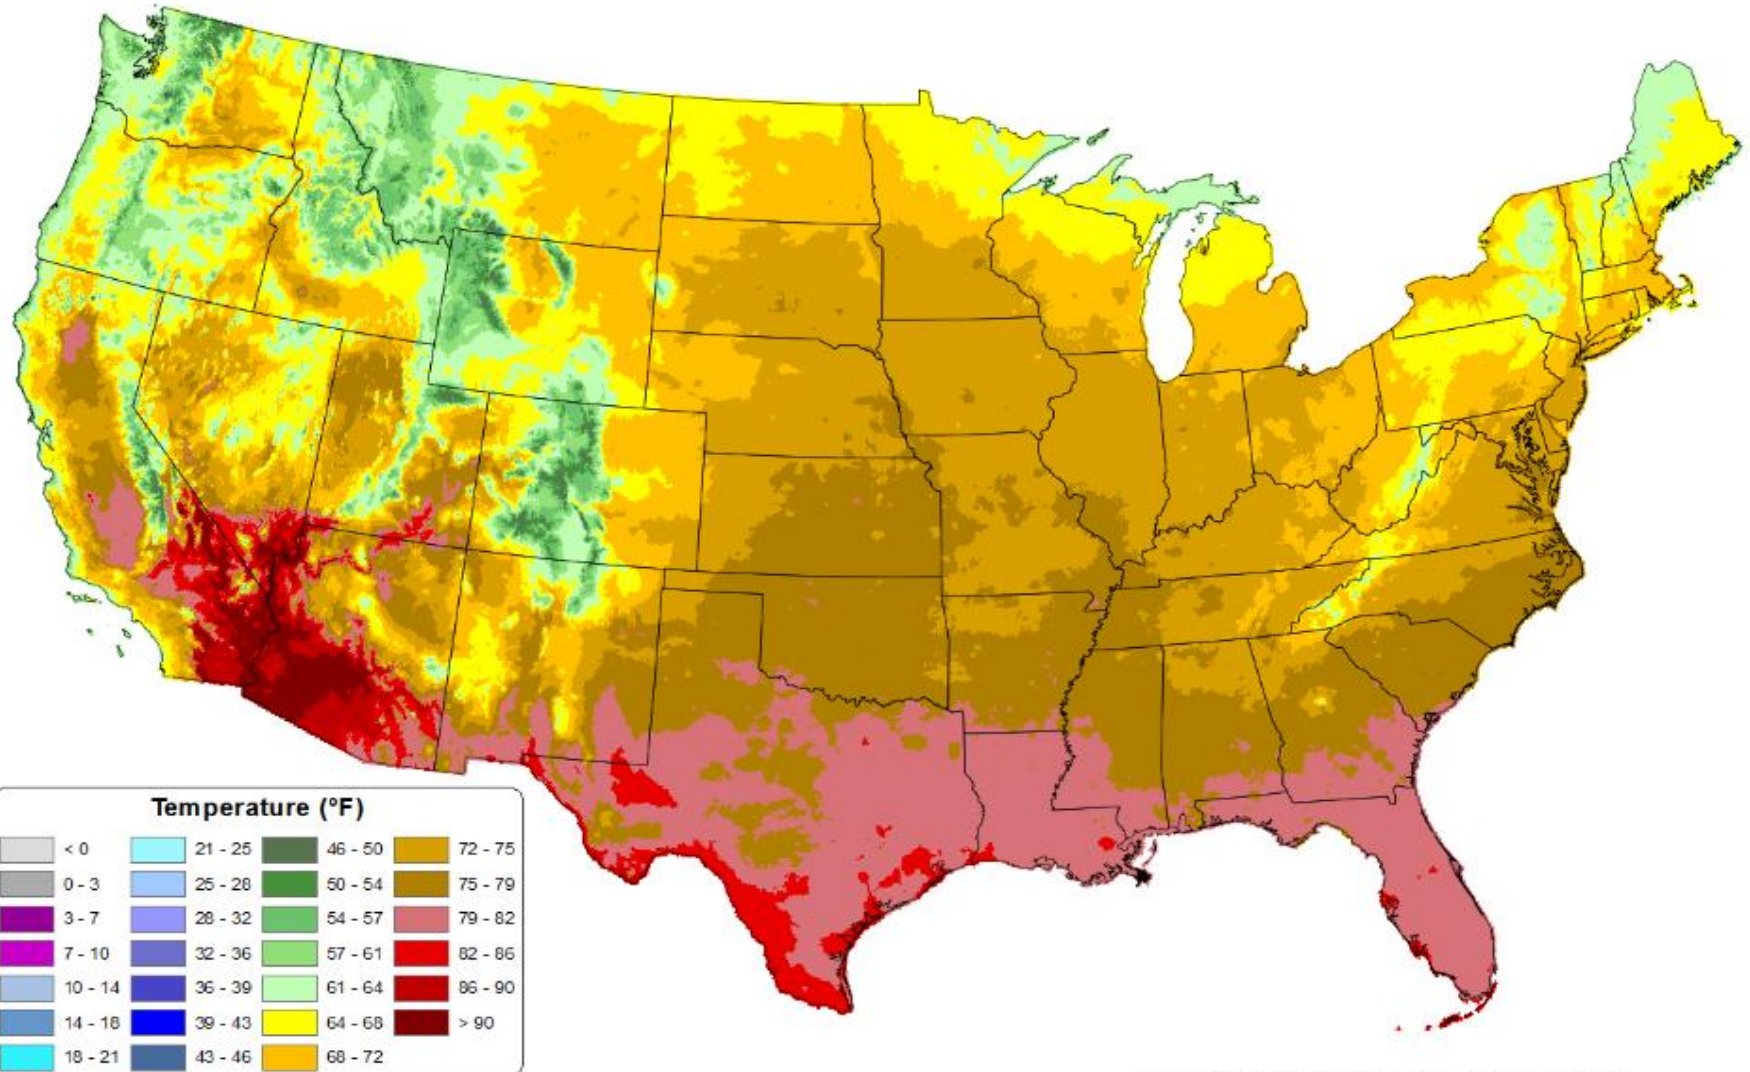 Temperature (°F)
< 0 21 - 25 46 - 50 72 - 75
0 - 3 25 - 28 50 - 54 75 - 79
3 - 7 28 - 32 54 - 57 79 - 82
7 - 10 32 - 36 57 - 61 82 - 86
10 - 14 36 - 39 61 - 64 86 - 90
14 - 18 39 - 43 64 - 68 > 90
18 - 21 43 - 46 68 - 72